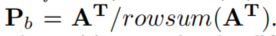 P_b = A^T/rowsum(A^T).